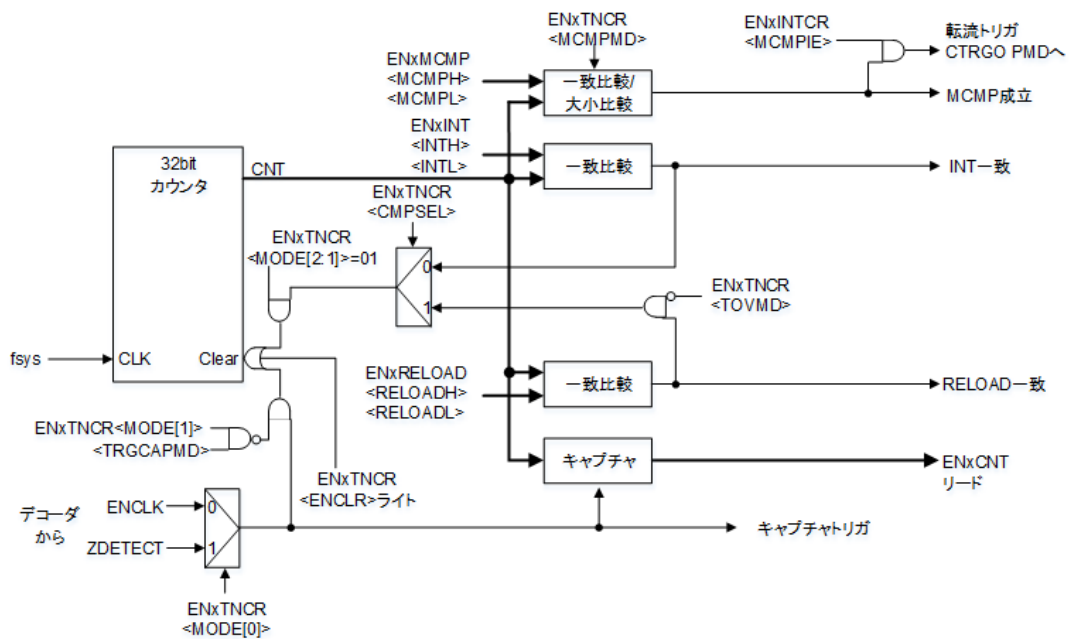 ENxTNCR
<MCMPMD>
ENxINTCR
<MCMPIE>
転流トリガ
CTRGO PMDへ
ENxMCMP
<MCMPH>
<MCMPL>
一致比較/
大小比較
MCMP成立
ENxINT
<INTH>
<INTL>
一致比較
INT一致
32bit
カウンタ
CNT
ENxTNCR
<CMPSEL>
ENxTNCR
<MODE[2:1]>=01
0
1
ENxTNCR
<TOVMD>
fsys
CLK
Clear
ENxRELOAD
<RELOADH>
<RELOADL>
一致比較
RELOAD一致
ENxTNCR<MODE[1]>
<TRGCAPMD>
キャプチャ
ENxCNT
リード
ENxTNCR
<ENCLR>ライト
デコーダ
から
ENCLK
0
ZDETECT
1
キャプチャトリガ
ENxTNCR
<MODE[0]>